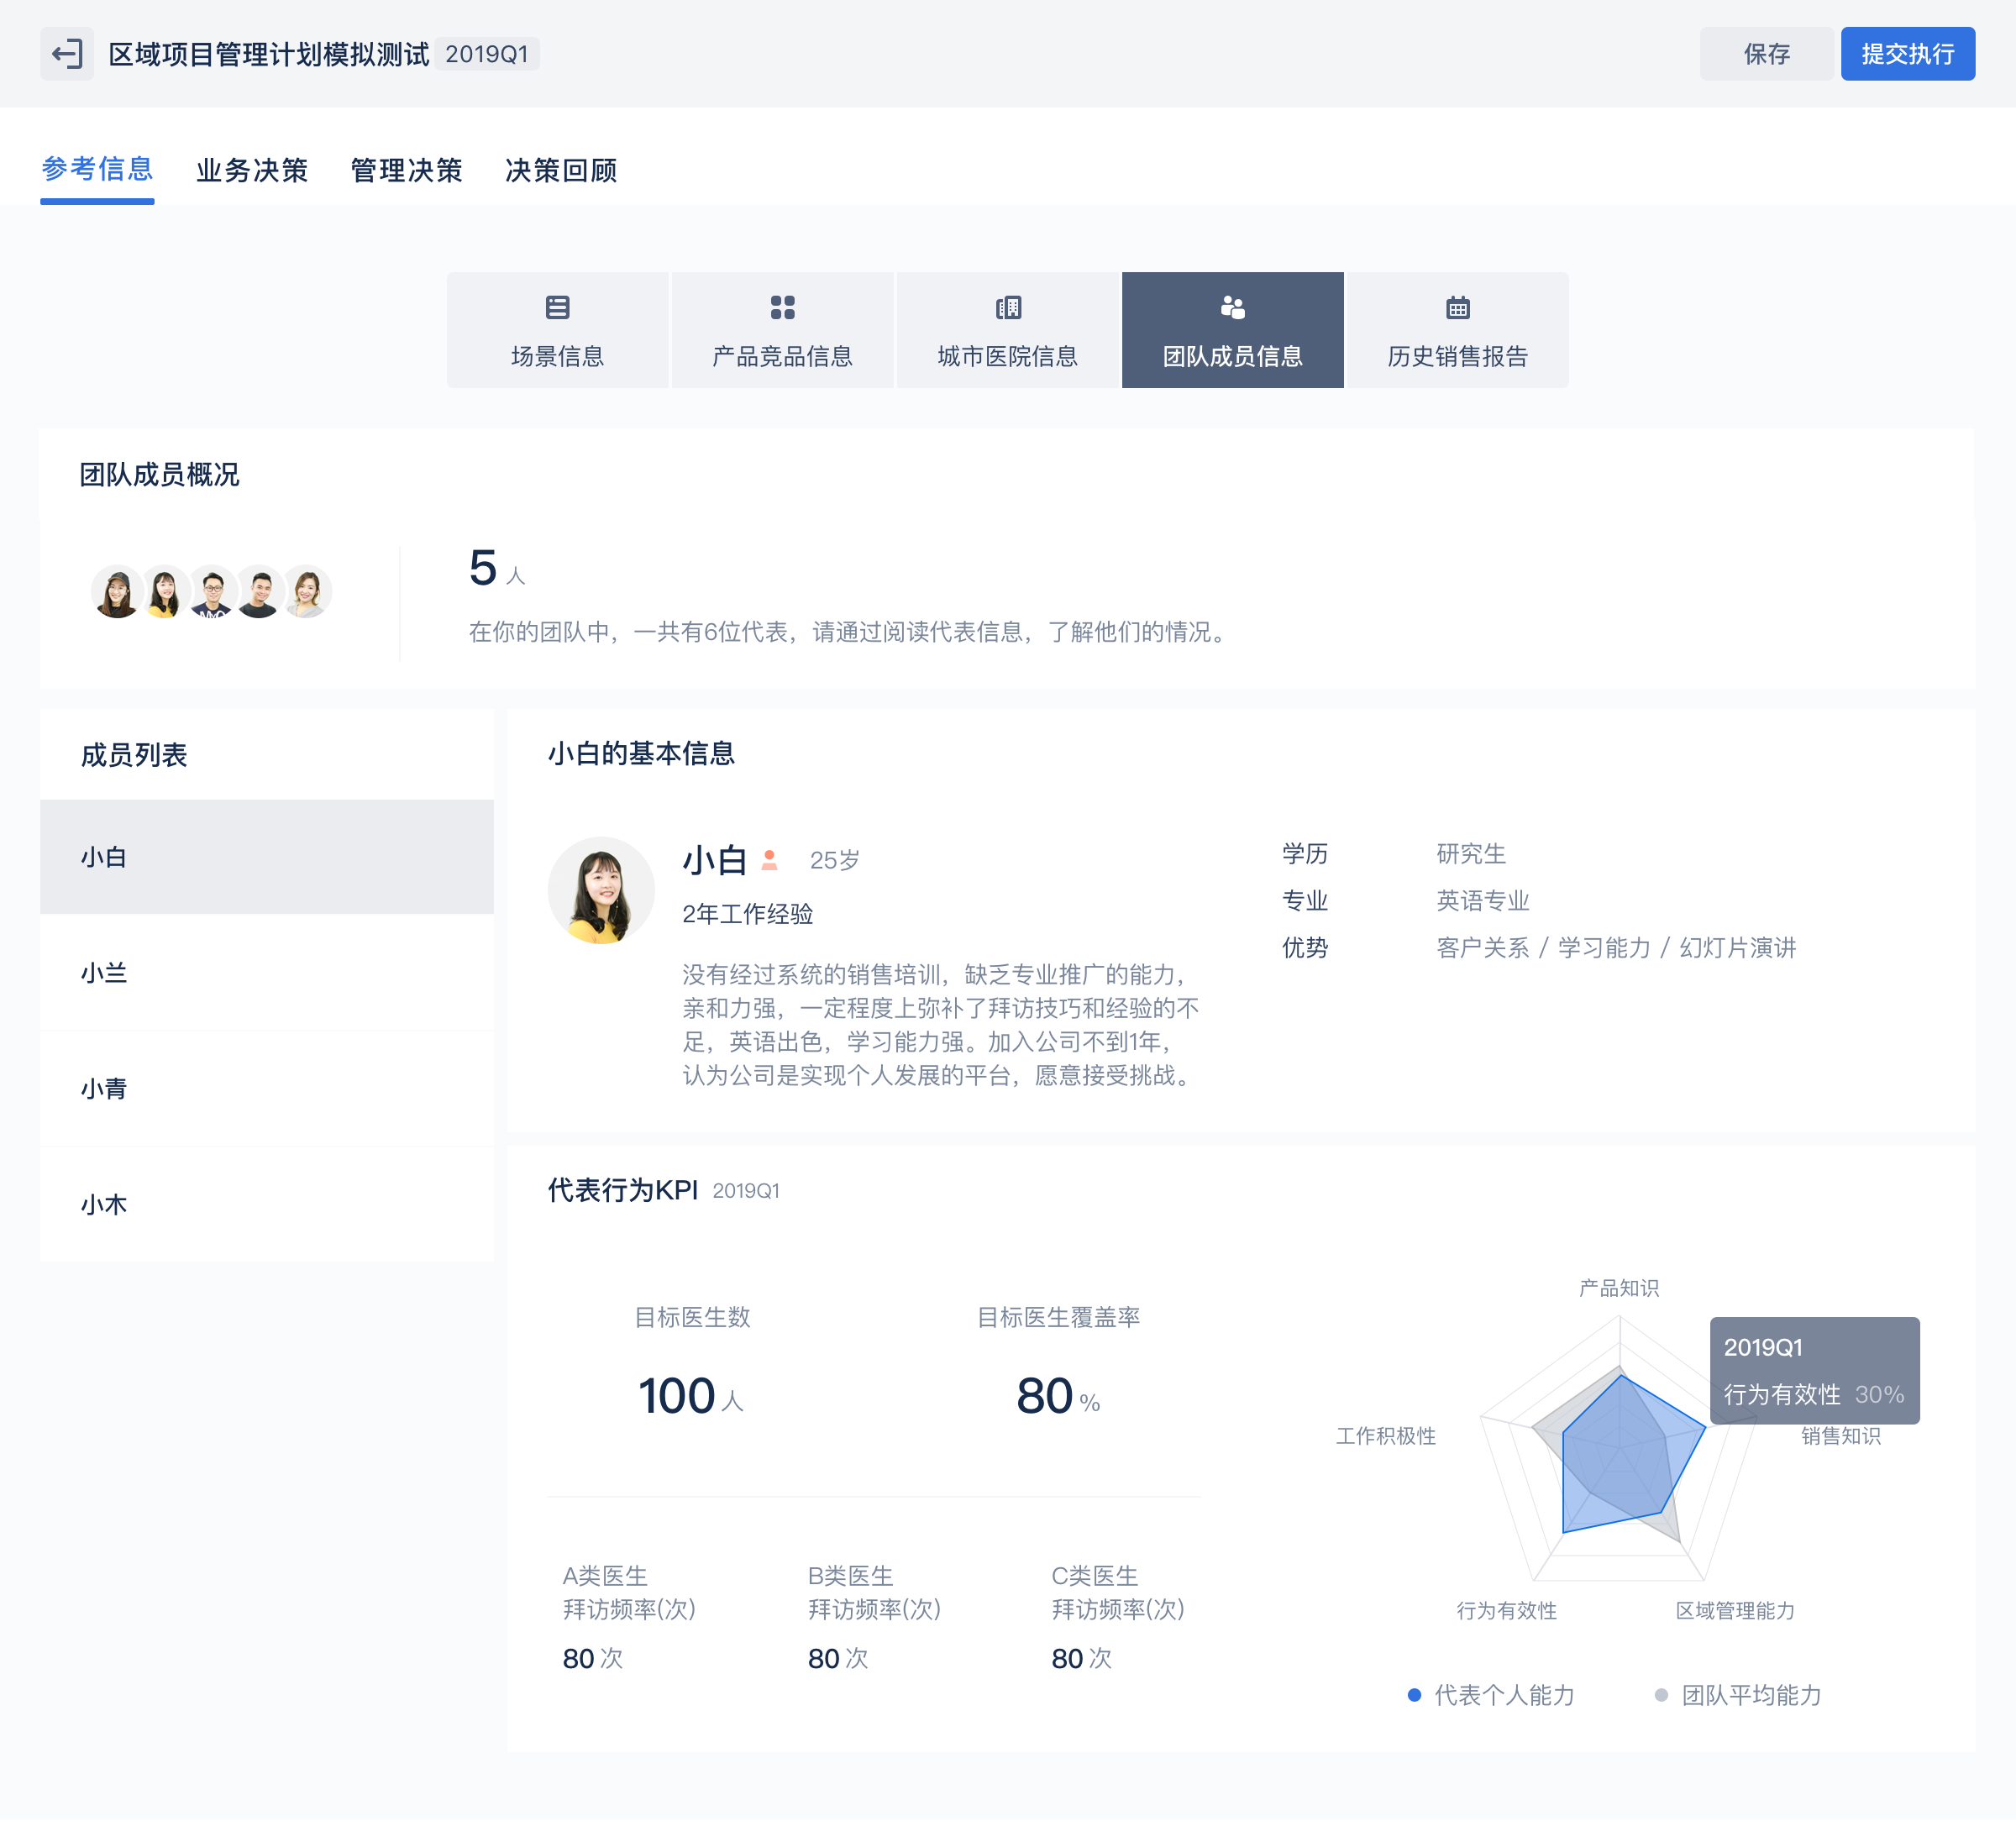 区域项目管理计划模拟测试 2019Q1
保存
提交执行
参考信息
业务决策
管理决策
决策回顾
场景信息
产品竞品信息
城市医院信息
团队成员信息
历史销售报告
团队成员概况
5 人
在你的团队中，一共有6位代表，请通过阅读代表信息，了解他们的情况。
成员列表
小白
小兰
小青
小木
小白的基本信息
小白 25岁
2年工作经验
没有经过系统的销售培训，缺乏专业推广的能力，
亲和力强，一定程度上弥补了拜访技巧和经验的不
足，英语出色，学习能力强。加入公司不到1年，
认为公司是实现个人发展的平台，愿意接受挑战。
学历 研究生
专业 英语专业
优势 客户关系 / 学习能力 / 幻灯片演讲
代表行为KPI 2019Q1
目标医生数
100 人
目标医生覆盖率
80 %
A类医生
拜访频率(次)
80 次
B类医生
拜访频率(次)
80 次
C类医生
拜访频率(次)
80 次
产品知识
2019Q1
行为有效性 30%
工作积极性
销售知识
行为有效性
区域管理能力
代表个人能力
团队平均能力